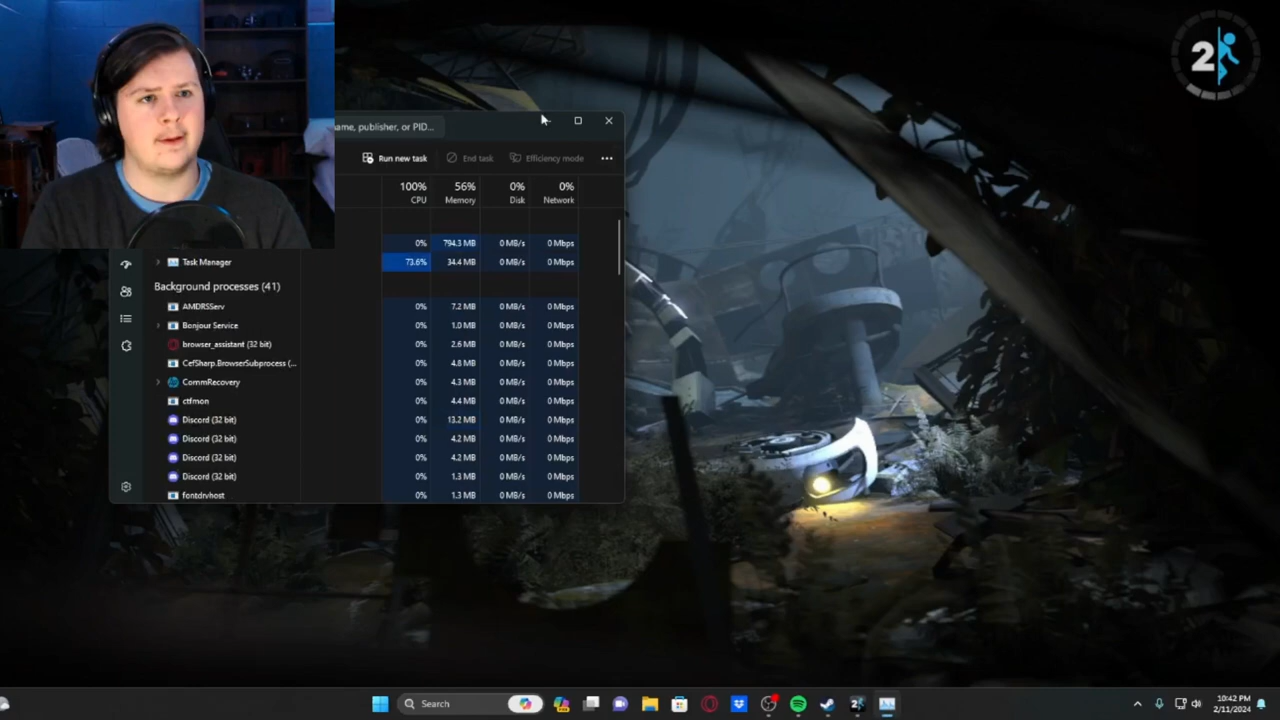 2
name, publisher, or PID...
Run new task End task Efficiency mode
100% 56% 0% 0%
CPU Memory Disk Network
0% 794.3 MB 0 MB/s 0 Mbps
Task Manager 73.6% 34.4 MB 0 MB/s 0 Mbps
Background processes (41)
AMDRSServ 0% 7.2 MB 0 MB/s 0 Mbps
Bonjour Service 0% 1.0 MB 0 MB/s 0 Mbps
browser_assistant (32 bit) 0% 2.6 MB 0 MB/s 0 Mbps
CefSharp.BrowserSubprocess (... 0% 4.8 MB 0 MB/s 0 Mbps
CommRecovery 0% 4.3 MB 0 MB/s 0 Mbps
ctfmon 0% 4.4 MB 0 MB/s 0 Mbps
Discord (32 bit) 0% 13.2 MB 0 MB/s 0 Mbps
Discord (32 bit) 0% 4.2 MB 0 MB/s 0 Mbps
Discord (32 bit) 0% 4.2 MB 0 MB/s 0 Mbps
Discord (32 bit) 0% 1.3 MB 0 MB/s 0 Mbps
fontdrvhost 0% 1.3 MB 0 MB/s 0 Mbps
Search 10:42 PM
2/11/2024